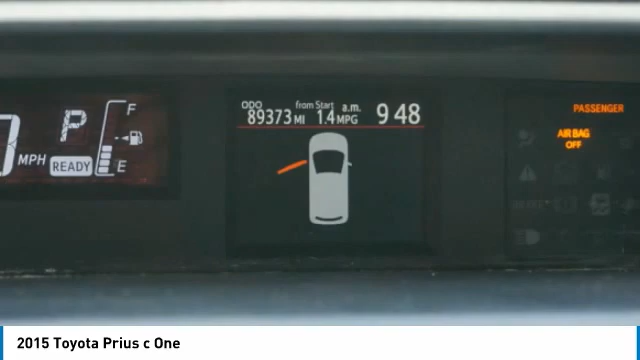 ODO from Start a.m. 9 48
89373 MI 1.4 MPG
P F
MPH READY E
PASSENGER
AIR BAG
OFF
2015 Toyota Prius c One